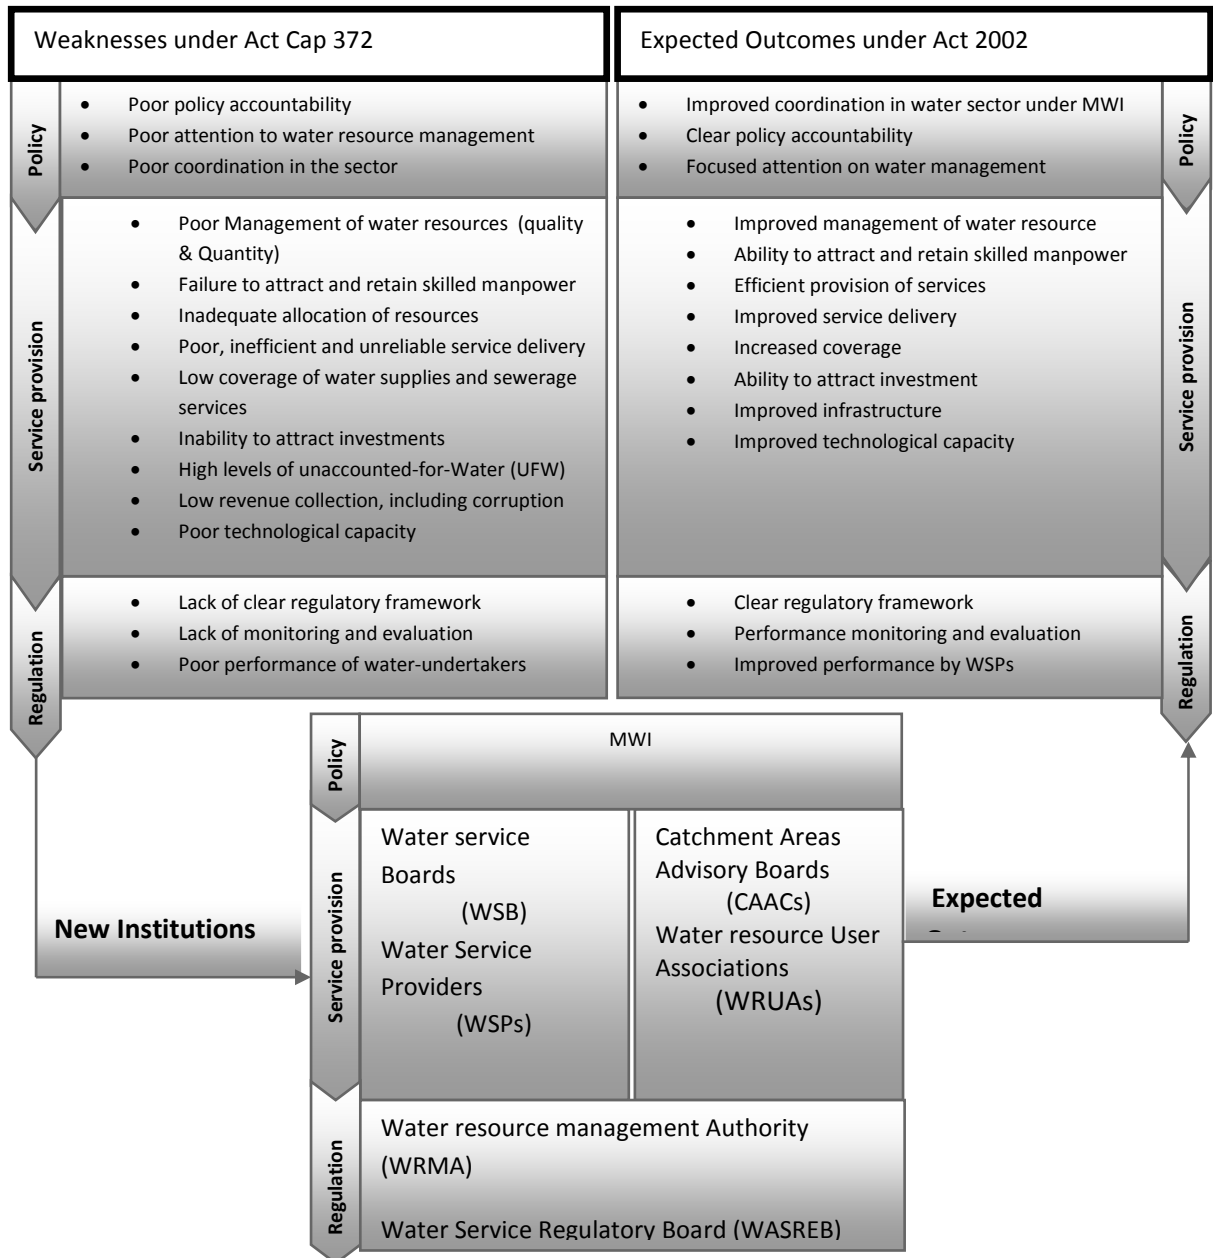 Weaknesses under Act Cap 372
Policy
• Poor policy accountability
• Poor attention to water resource management
• Poor coordination in the sector
Service provision
• Poor Management of water resources (quality
& Quantity)
• Failure to attract and retain skilled manpower
• Inadequate allocation of resources
• Poor, inefficient and unreliable service delivery
• Low coverage of water supplies and sewerage
services
• Inability to attract investments
• High levels of unaccounted-for-Water (UFW)
• Low revenue collection, including corruption
• Poor technological capacity
Regulation
• Lack of clear regulatory framework
• Lack of monitoring and evaluation
• Poor performance of water-undertakers
Expected Outcomes under Act 2002
• Improved coordination in water sector under MWI
• Clear policy accountability
• Focused attention on water management
Policy
• Improved management of water resource
• Ability to attract and retain skilled manpower
• Efficient provision of services
• Improved service delivery
• Increased coverage
• Ability to attract investment
• Improved infrastructure
• Improved technological capacity
Service provision
• Clear regulatory framework
• Performance monitoring and evaluation
• Improved performance by WSPs
Regulation
New Institutions
Policy
MWI
Service provision
Water service
Boards
(WSB)
Water Service
Providers
(WSPs)
Catchment Areas
Advisory Boards
(CAACs)
Water resource User
Associations
(WRUAs)
Regulation
Water resource management Authority
(WRMA)
Water Service Regulatory Board (WASREB)
Expected